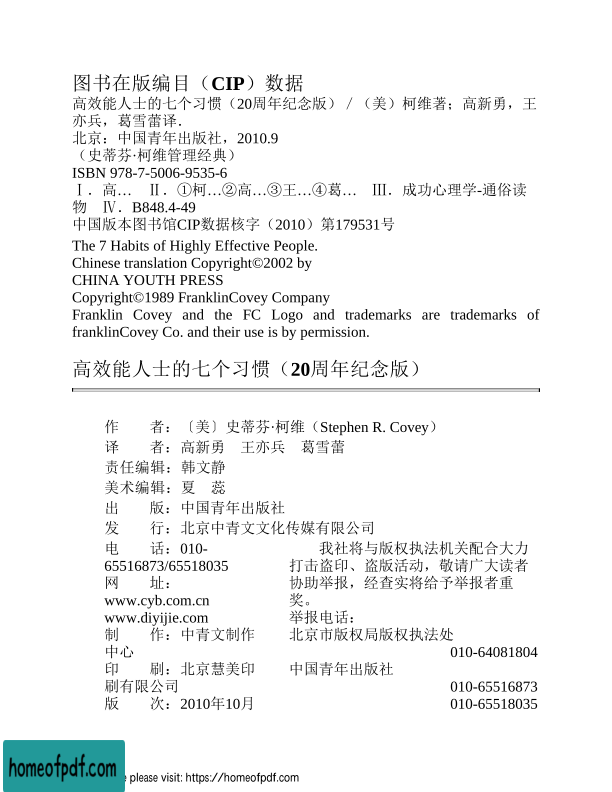 图书在版编目（CIP）数据
高效能人士的七个习惯（20周年纪念版）／（美）柯维著；高新勇，王
亦兵，葛雪蕾译．
北京：中国青年出版社，2010.9
（史蒂芬·柯维管理经典）
ISBN 978-7-5006-9535-6
Ⅰ．高… Ⅱ．①柯…②高…③王…④葛… Ⅲ．成功心理学-通俗读
物 Ⅳ．B848.4-49
中国版本图书馆CIP数据核字（2010）第179531号
The 7 Habits of Highly Effective People.
Chinese translation Copyright©2002 by
CHINA YOUTH PRESS
Copyright©1989 FranklinCovey Company
Franklin Covey and the FC Logo and trademarks are trademarks of
franklinCovey Co. and their use is by permission.
高效能人士的七个习惯（20周年纪念版）
作　　者：〔美〕史蒂芬·柯维（Stephen R. Covey）
译　　者：高新勇　王亦兵　葛雪蕾
责任编辑：韩文静
美术编辑：夏　蕊
出　　版：中国青年出版社
发　　行：北京中青文文化传媒有限公司
电　　话：010-
65516873/65518035
网　　址：
www.cyb.com.cn
www.diyijie.com
制　　作：中青文制作
中心
印　　刷：北京慧美印
刷有限公司
版　　次：2010年10月
我社将与版权执法机关配合大力
打击盗印、盗版活动，敬请广大读者
协助举报，经查实将给予举报者重
奖。
举报电话：
北京市版权局版权执法处
010-64081804
中国青年出版社
010-65516873
010-65518035
homeofpdf.com
please visit: https://homeofpdf.com